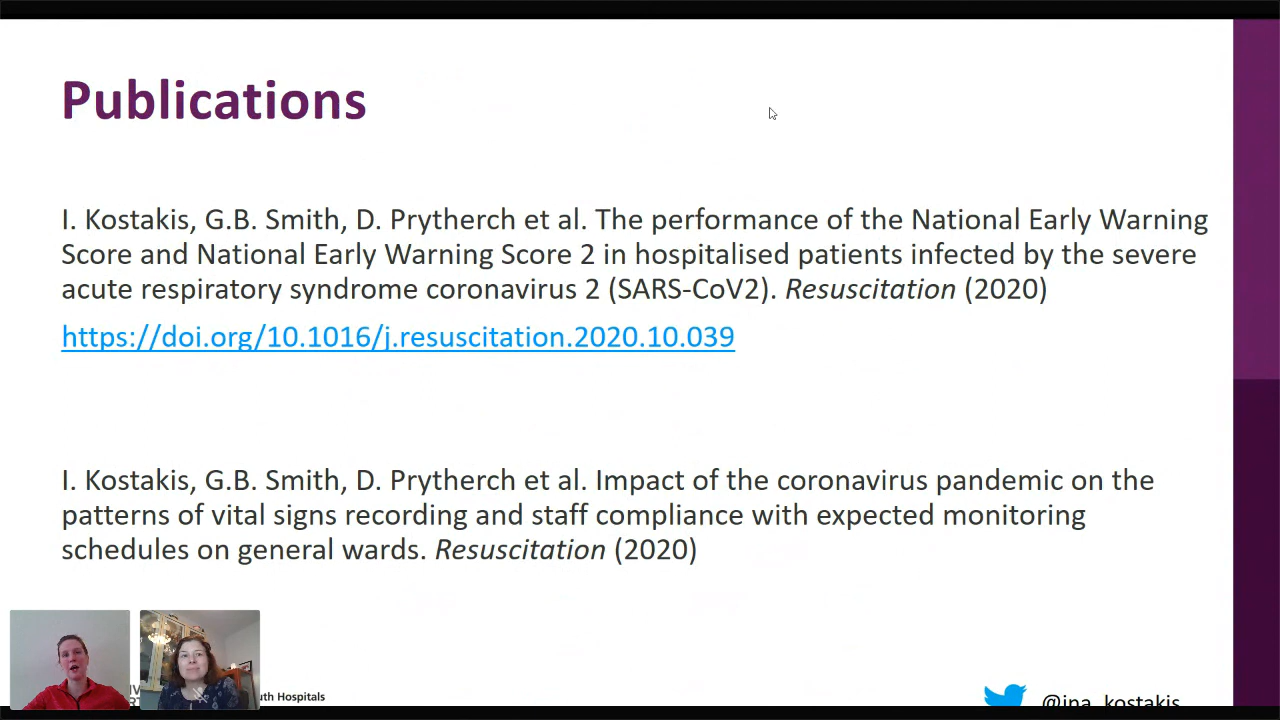 Publications
I. Kostakis, G.B. Smith, D. Prytherch et al. The performance of the National Early Warning
Score and National Early Warning Score 2 in hospitalised patients infected by the severe
acute respiratory syndrome coronavirus 2 (SARS-CoV2). Resuscitation (2020)
https://doi.org/10.1016/j.resuscitation.2020.10.039
I. Kostakis, G.B. Smith, D. Prytherch et al. Impact of the coronavirus pandemic on the
patterns of vital signs recording and staff compliance with expected monitoring
schedules on general wards. Resuscitation (2020)
uth Hospitals
@ina_kostakis